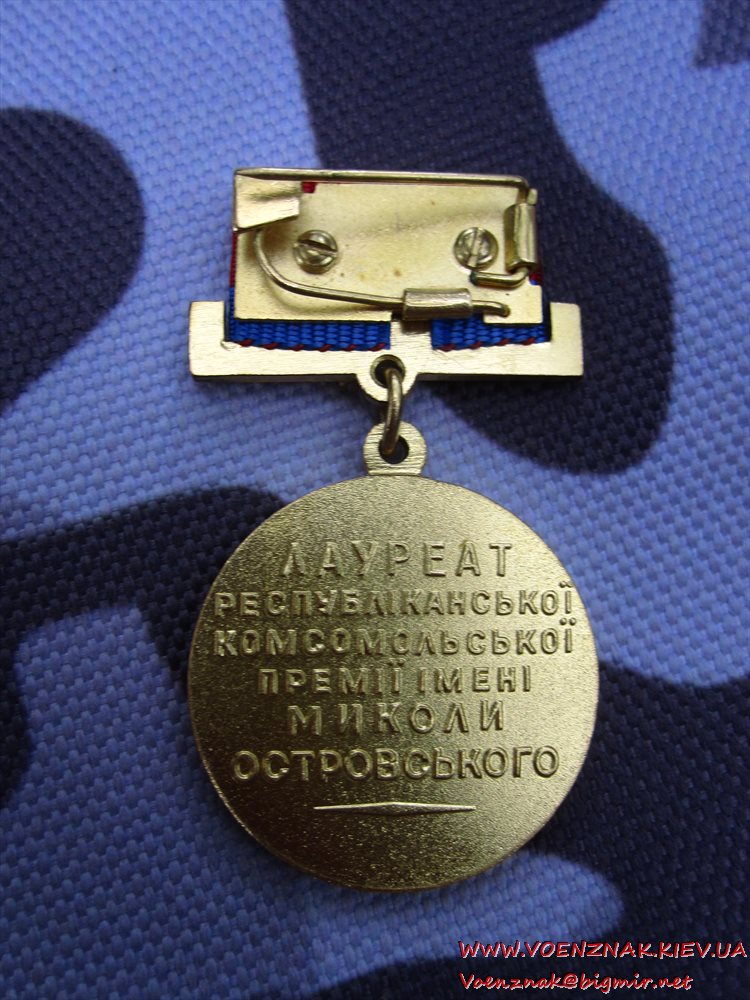 ЛАУРЕАТ
РЕСПУБЛІКАНСЬКОЇ
КОМСОМОЛЬСЬКОЇ
ПРЕМІЇ ІМЕНІ
МИКОЛИ
ОСТРОВСЬКОГО
WWW.VOENZNAK.KIEV.UA
Voenznak@bigmir.net